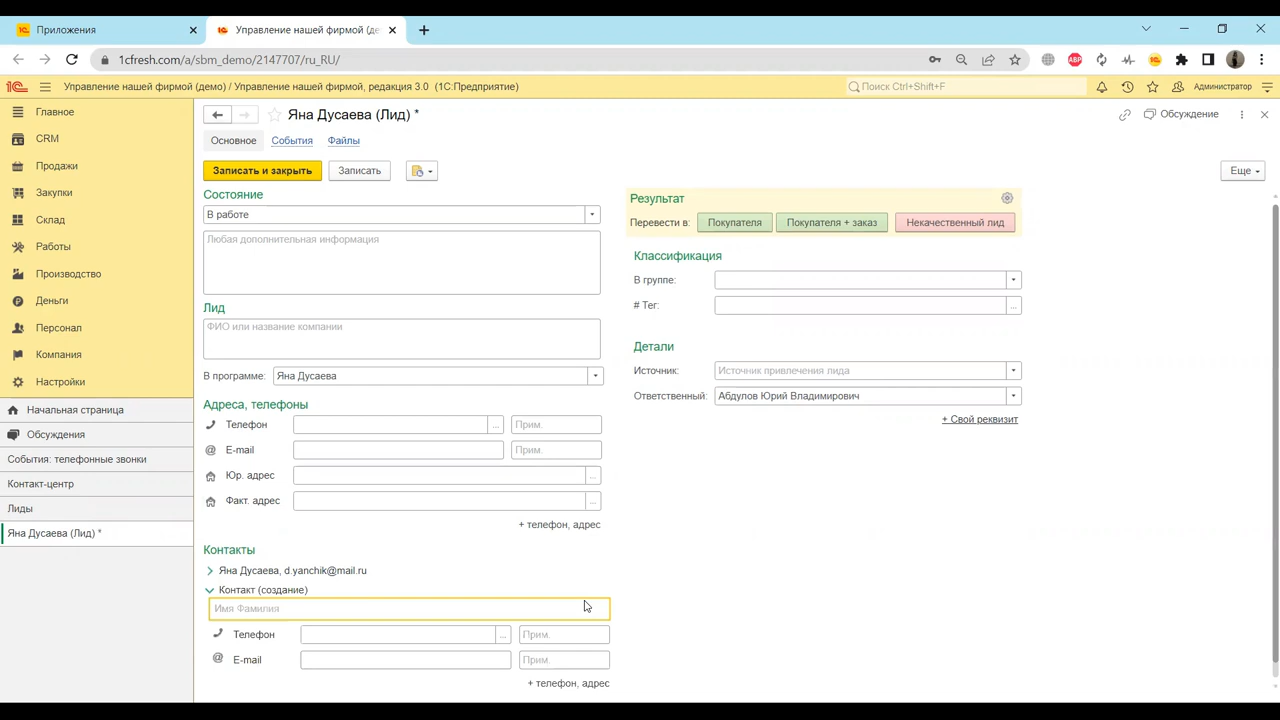 Приложения
Управление нашей фирмой (де
1cfresh.com/a/sbm_demo/2147707/ru_RU/
ABP
1С
Управление нашей фирмой (демо) / Управление нашей фирмой, редакция 3.0 (1С:Предприятие)
Поиск Ctrl+Shift+F
Администратор
Главное
CRM
Продажи
Закупки
Склад
Работы
Производство
Деньги
Персонал
Компания
Настройки
Начальная страница
Обсуждения
События: телефонные звонки
Контакт-центр
Лиды
Яна Дусаева (Лид) *
Яна Дусаева (Лид) *
Обсуждение
Основное События Файлы
Записать и закрыть Записать
Еще
Состояние
В работе
Любая дополнительная информация
Лид
ФИО или название компании
В программе: Яна Дусаева
Адреса, телефоны
Телефон ... Прим.
E-mail Прим.
Юр. адрес ...
Факт. адрес ...
+ телефон, адрес
Контакты
Яна Дусаева, d.yanchik@mail.ru
Контакт (создание)
Имя Фамилия
Телефон ... Прим.
E-mail Прим.
+ телефон, адрес
Результат
Перевести в: Покупателя Покупателя + заказ Некачественный лид
Классификация
В группе:
# Тег: ...
Детали
Источник: Источник привлечения лида
Ответственный: Абдулов Юрий Владимирович
+ Свой реквизит